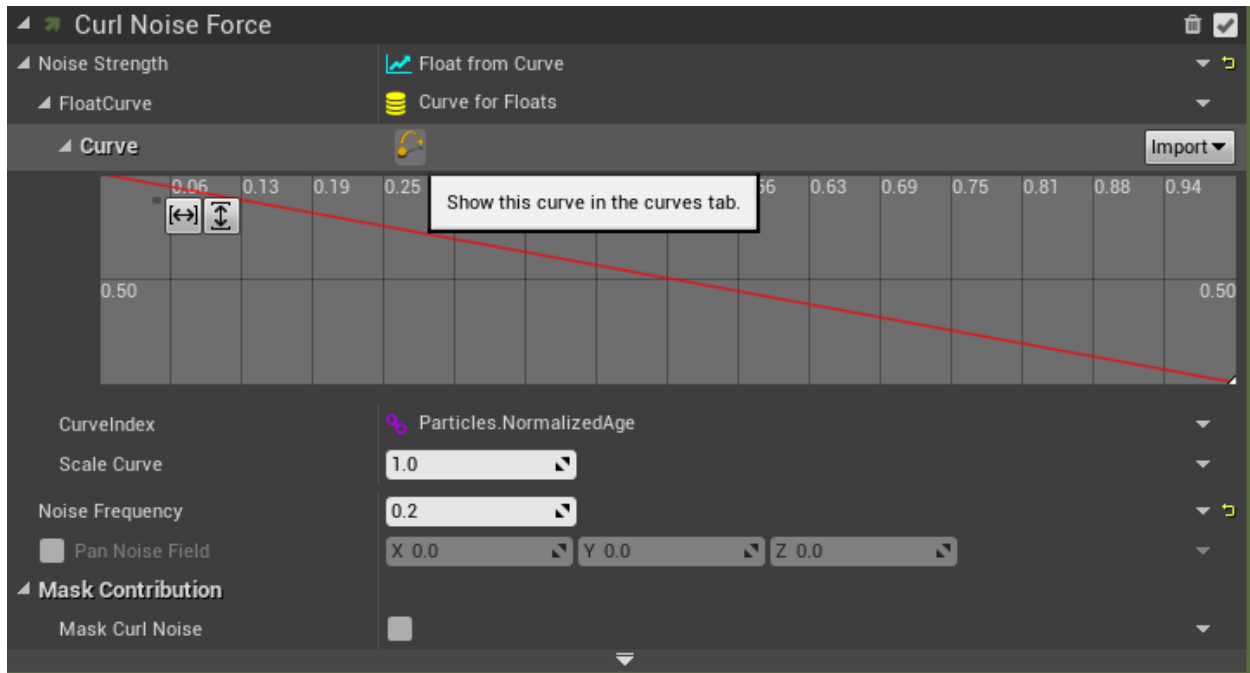 Curl Noise Force
Noise Strength Float from Curve
FloatCurve Curve for Floats
Curve Import
0.06 0.13 0.19 0.25 0.63 0.69 0.75 0.81 0.88 0.94
Show this curve in the curves tab.
0.50 0.50
CurveIndex Particles.NormalizedAge
Scale Curve 1.0
Noise Frequency 0.2
Pan Noise Field X 0.0 Y 0.0 Z 0.0
Mask Contribution
Mask Curl Noise